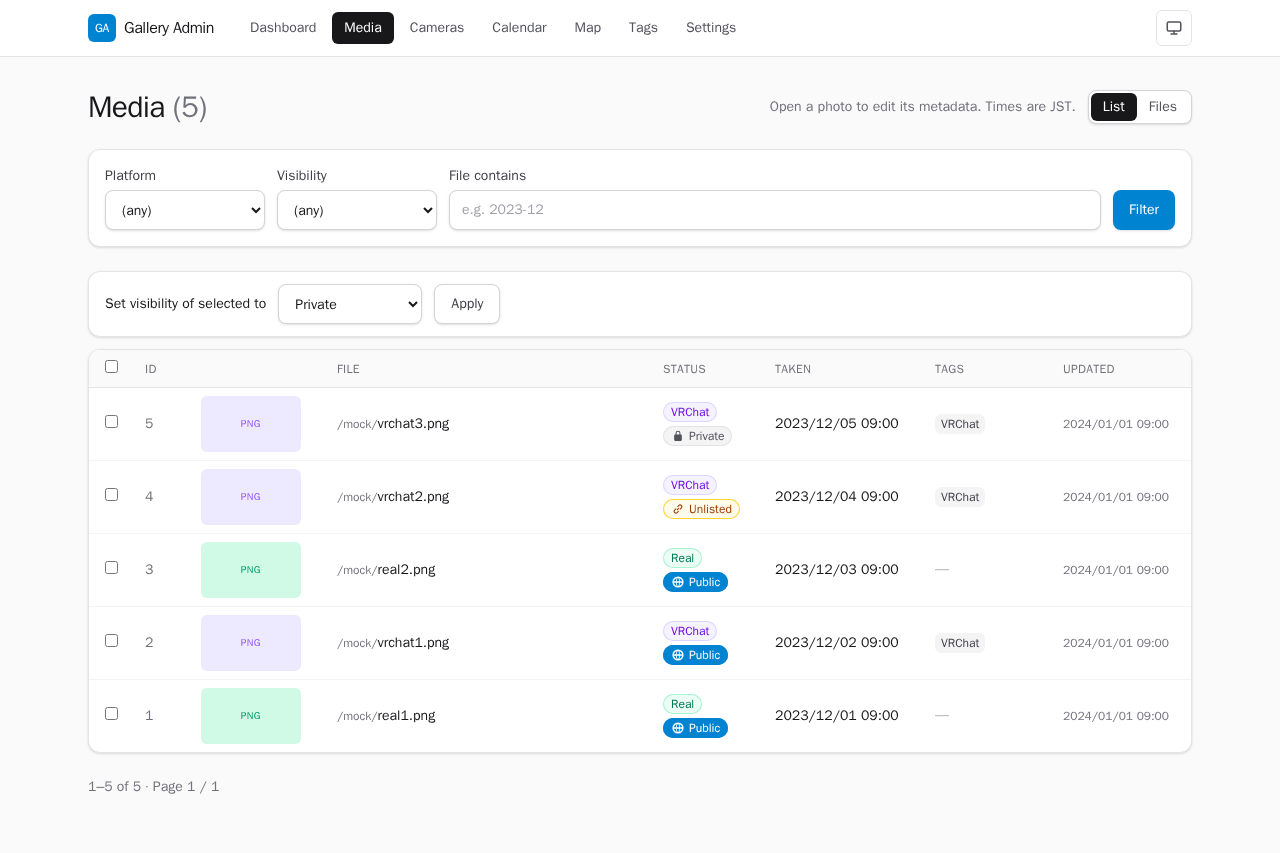 GA Gallery Admin Dashboard Media Cameras Calendar Map Tags Settings
Media (5) Open a photo to edit its metadata. Times are JST. List Files
Platform Visibility File contains
(any) (any) e.g. 2023-12 Filter
Set visibility of selected to Private Apply
ID FILE STATUS TAKEN TAGS UPDATED
5 PNG /mock/vrchat3.png VRChat Private 2023/12/05 09:00 VRChat 2024/01/01 09:00
4 PNG /mock/vrchat2.png VRChat Unlisted 2023/12/04 09:00 VRChat 2024/01/01 09:00
3 PNG /mock/real2.png Real Public 2023/12/03 09:00 — 2024/01/01 09:00
2 PNG /mock/vrchat1.png VRChat Public 2023/12/02 09:00 VRChat 2024/01/01 09:00
1 PNG /mock/real1.png Real Public 2023/12/01 09:00 — 2024/01/01 09:00
1–5 of 5 · Page 1 / 1